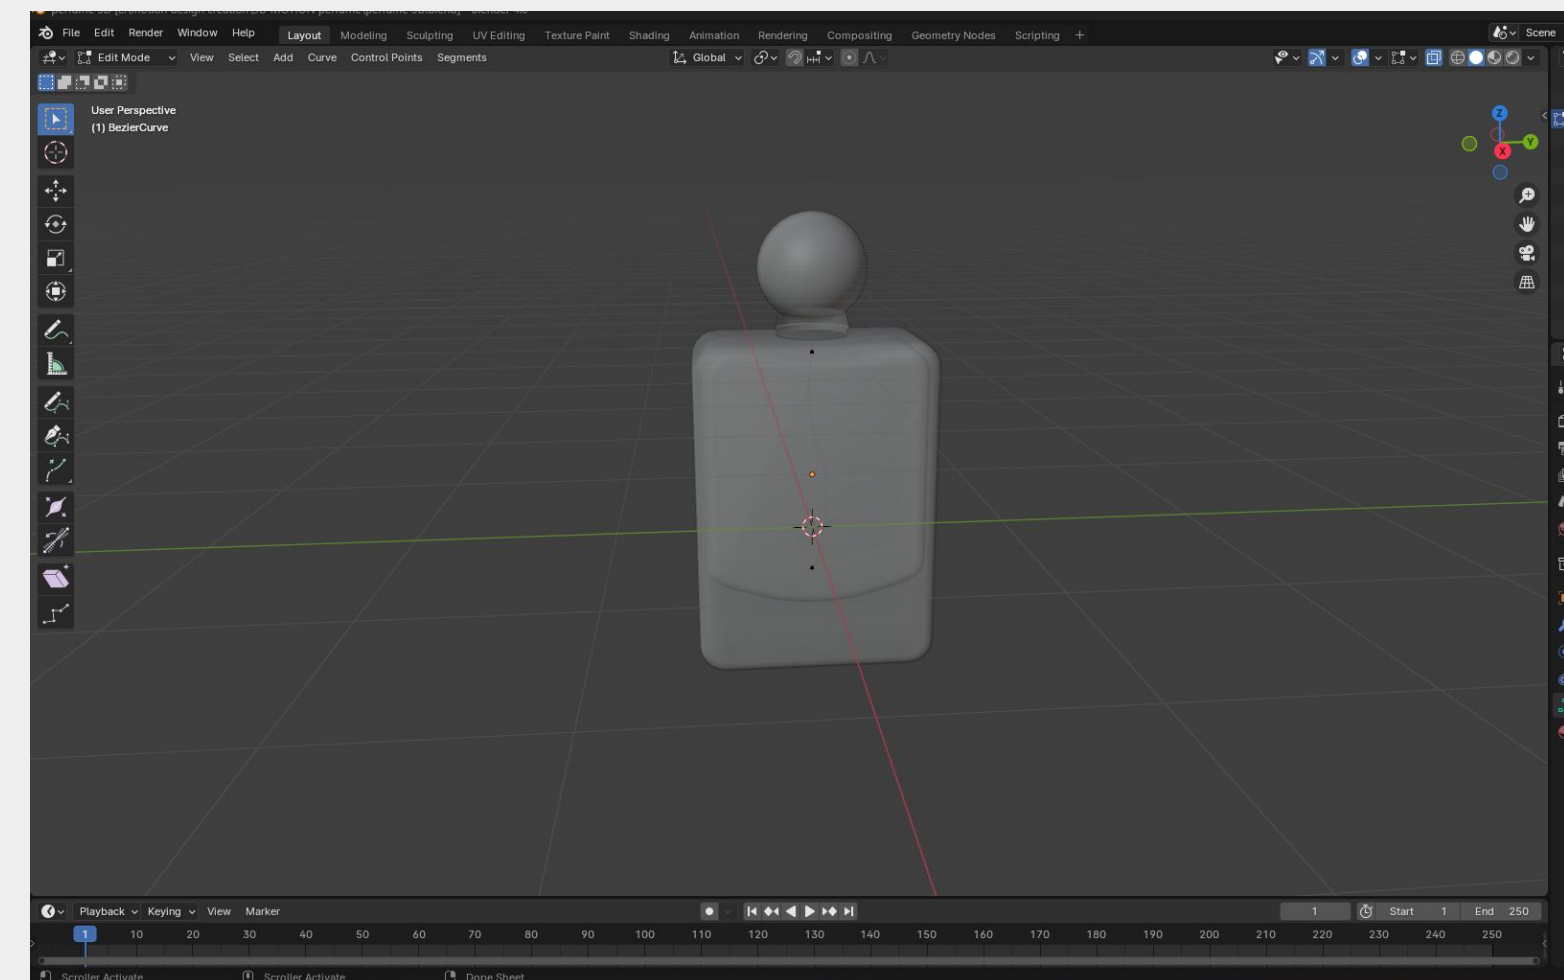 File Edit Render Window Help Layout Modeling Sculpting UV Editing Texture Paint Shading Animation Rendering Compositing Geometry Nodes Scripting + Scene
Edit Mode View Select Add Curve Control Points Segments Global
User Perspective
(1) BezierCurve
Z
Y
X
Playback Keying View Marker 1 Start 1 End 250
1 10 20 30 40 50 60 70 80 90 100 110 120 130 140 150 160 170 180 190 200 210 220 230 240 250
Scroller Activate Scroller Activate Dope Sheet